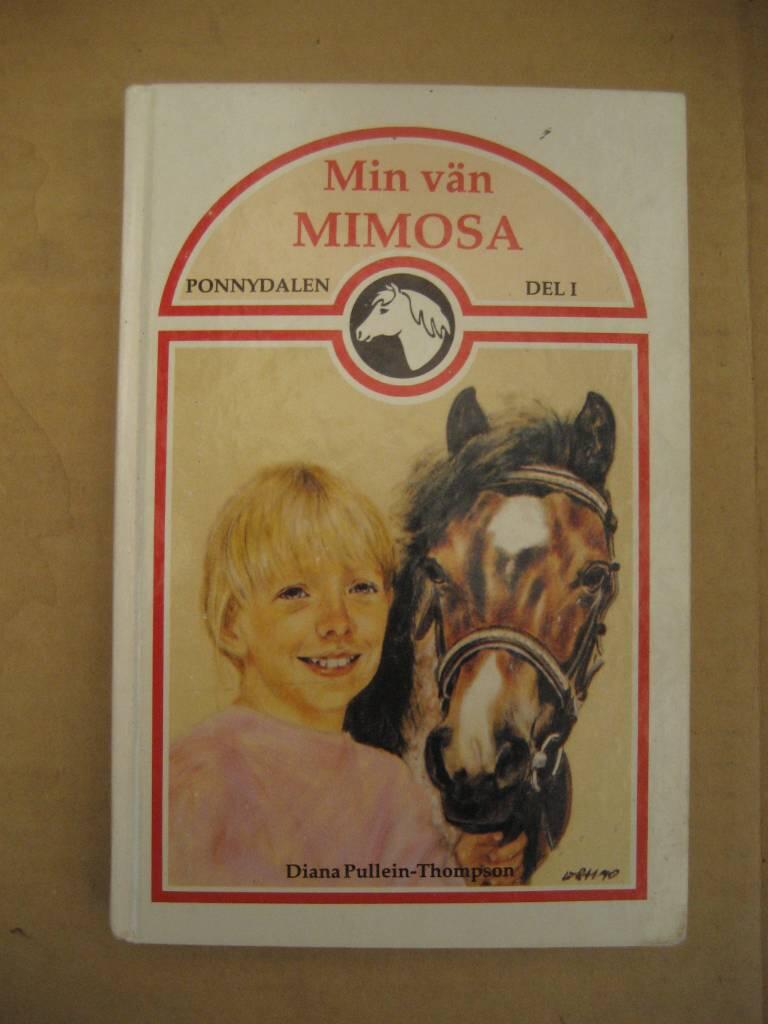 Min vän
MIMOSA
PONNYDALEN
DEL I
Diana Pullein-Thompson